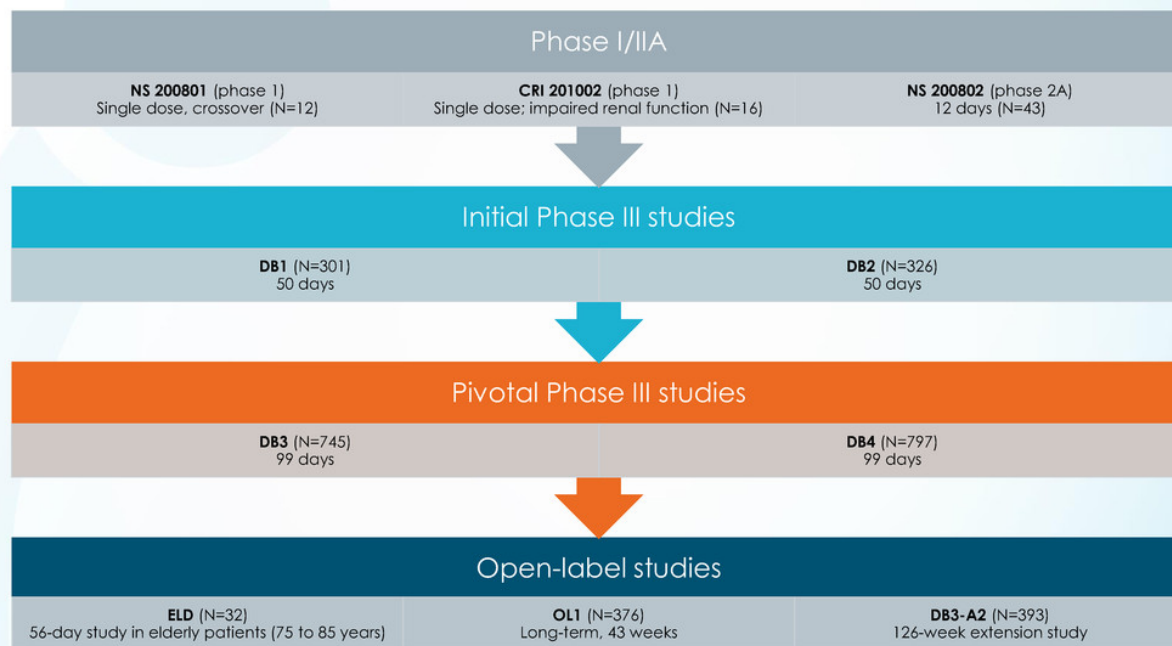 Phase I/IIA
NS 200801 (phase 1)
Single dose, crossover (N=12)
CRI 201002 (phase 1)
Single dose; impaired renal function (N=16)
NS 200802 (phase 2A)
12 days (N=43)
Initial Phase III studies
DB1 (N=301)
50 days
DB2 (N=326)
50 days
Pivotal Phase III studies
DB3 (N=745)
99 days
DB4 (N=797)
99 days
Open-label studies
ELD (N=32)
56-day study in elderly patients (75 to 85 years)
OL1 (N=376)
Long-term, 43 weeks
DB3-A2 (N=393)
126-week extension study